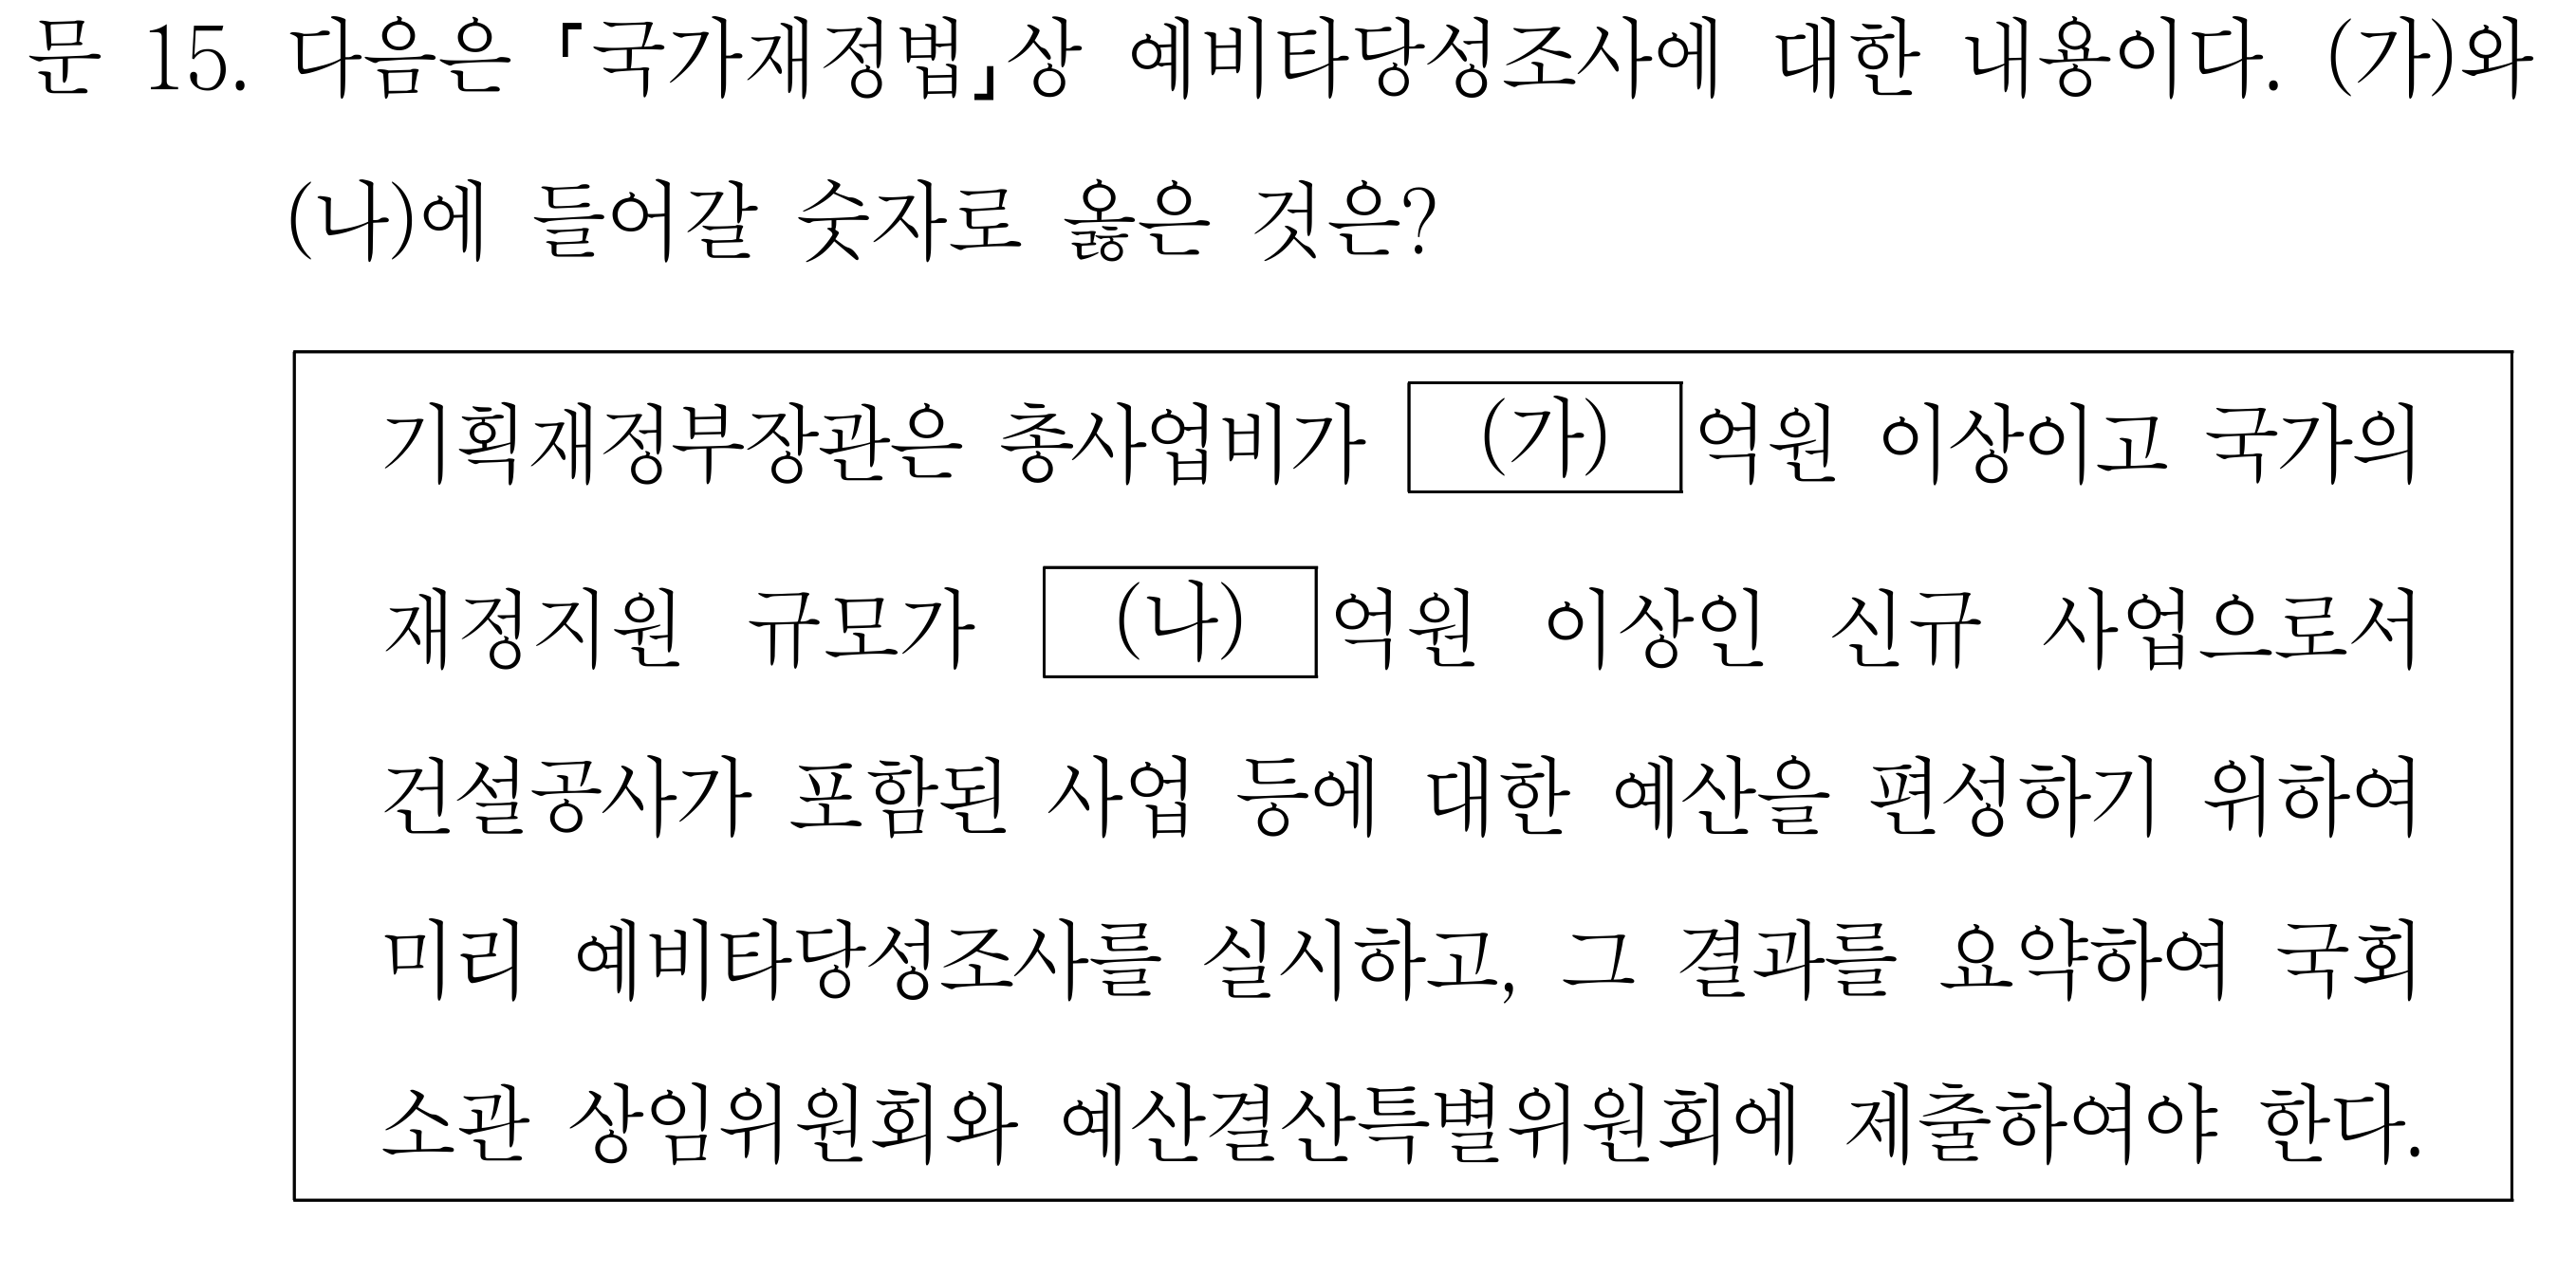 문 15. 다음은 「국가재정법」상 예비타당성조사에 대한 내용이다. (가)와
(나)에 들어갈 숫자로 옳은 것은?
기획재정부장관은 총사업비가 (가) 억원 이상이고 국가의
재정지원 규모가 (나) 억원 이상인 신규 사업으로서
건설공사가 포함된 사업 등에 대한 예산을 편성하기 위하여
미리 예비타당성조사를 실시하고, 그 결과를 요약하여 국회
소관 상임위원회와 예산결산특별위원회에 제출하여야 한다.